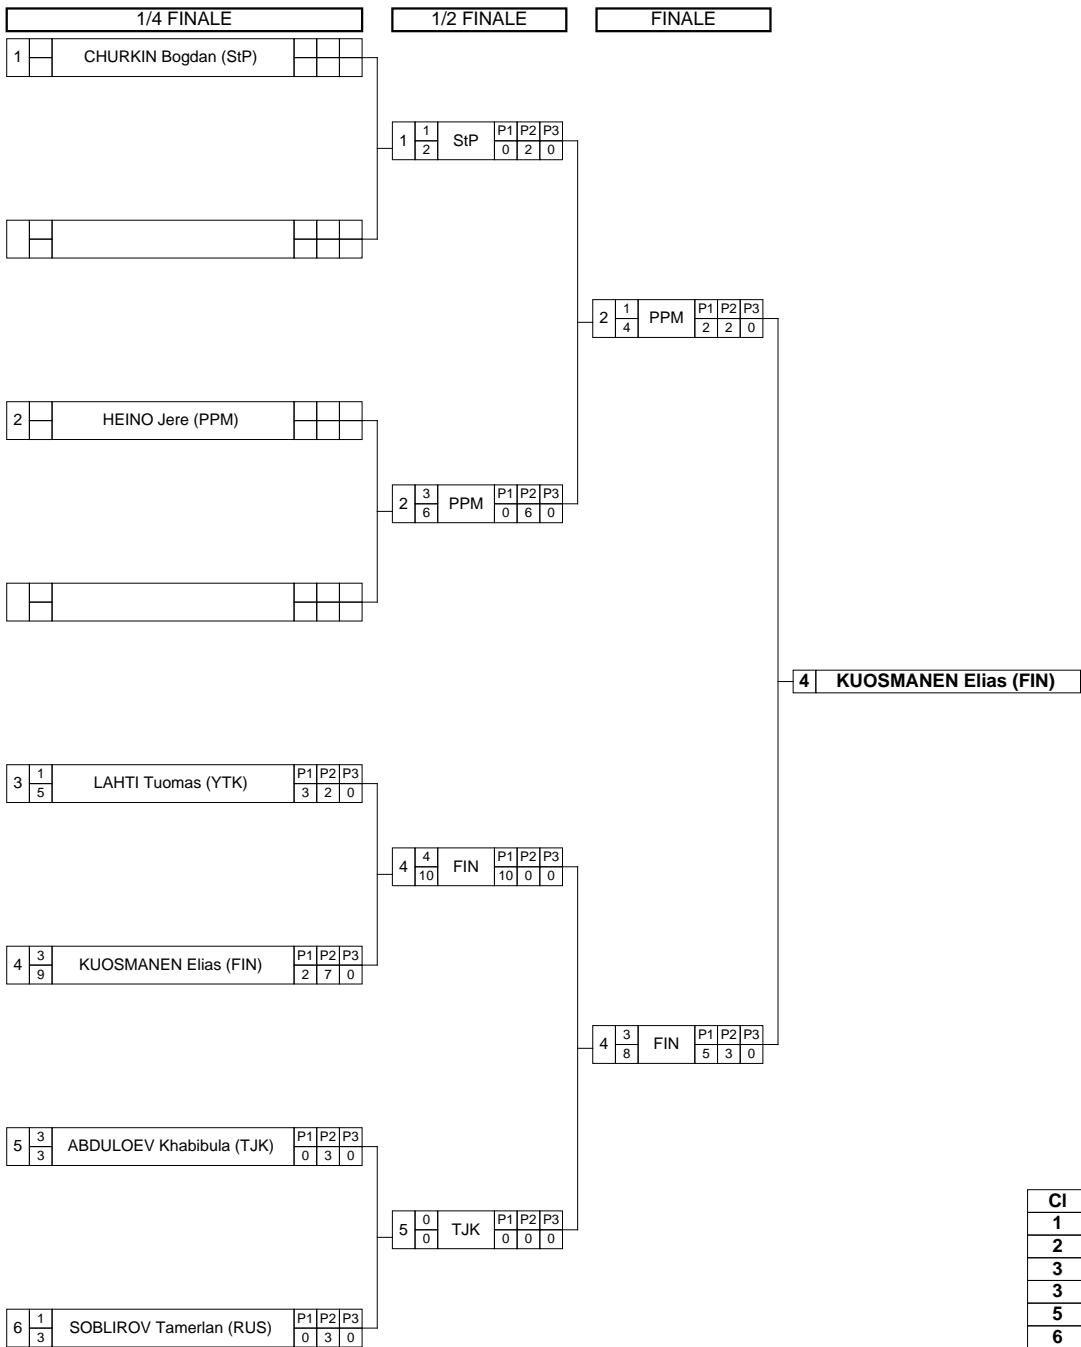 1/4 FINALE 1/2 FINALE FINALE
1 CHURKIN Bogdan (StP)
1 1 StP P1 P2 P3
2 0 2 0
2 1 PPM P1 P2 P3
4 2 2 0
2 HEINO Jere (PPM)
2 3 PPM P1 P2 P3
6 0 6 0
4 KUOSMANEN Elias (FIN)
3 1 LAHTI Tuomas (YTK) P1 P2 P3
5 3 2 0
4 4 FIN P1 P2 P3
10 10 0 0
4 3 KUOSMANEN Elias (FIN) P1 P2 P3
9 2 7 0
4 3 FIN P1 P2 P3
8 5 3 0
5 3 ABDULOEV Khabibula (TJK) P1 P2 P3
3 0 3 0
5 0 TJK P1 P2 P3
0 0 0 0
6 1 SOBLIROV Tamerlan (RUS) P1 P2 P3
3 0 3 0
Cl
1
2
3
3
5
6